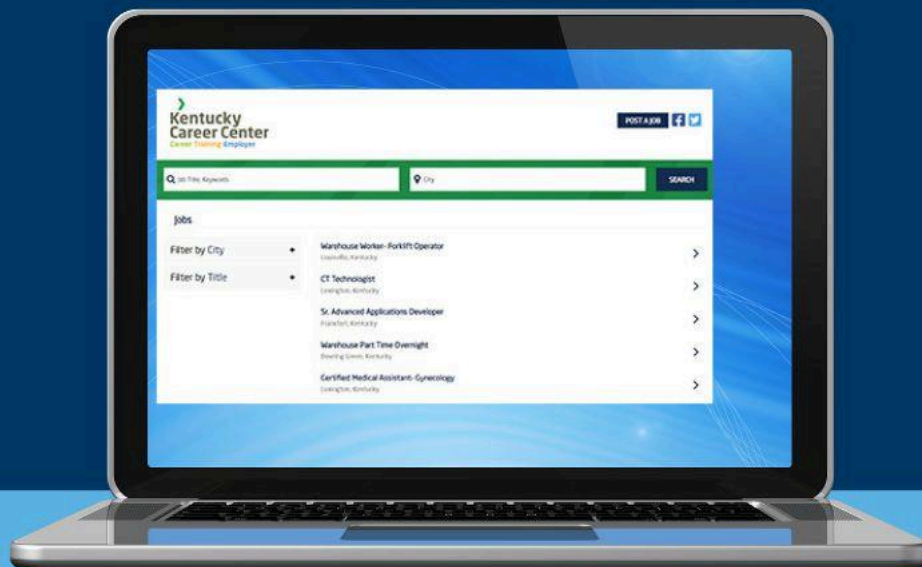 Kentucky
Career Center
Career Training Employer
POST A JOB
Job Title, Keywords
City
SEARCH
Jobs
Filter by City +
Filter by Title +
Warehouse Worker- Forklift Operator
Louisville, Kentucky
CT Technologist
Lexington, Kentucky
Sr. Advanced Applications Developer
Frankfort, Kentucky
Warehouse Part Time Overnight
Bowling Green, Kentucky
Certified Medical Assistant- Gynecology
Lexington, Kentucky